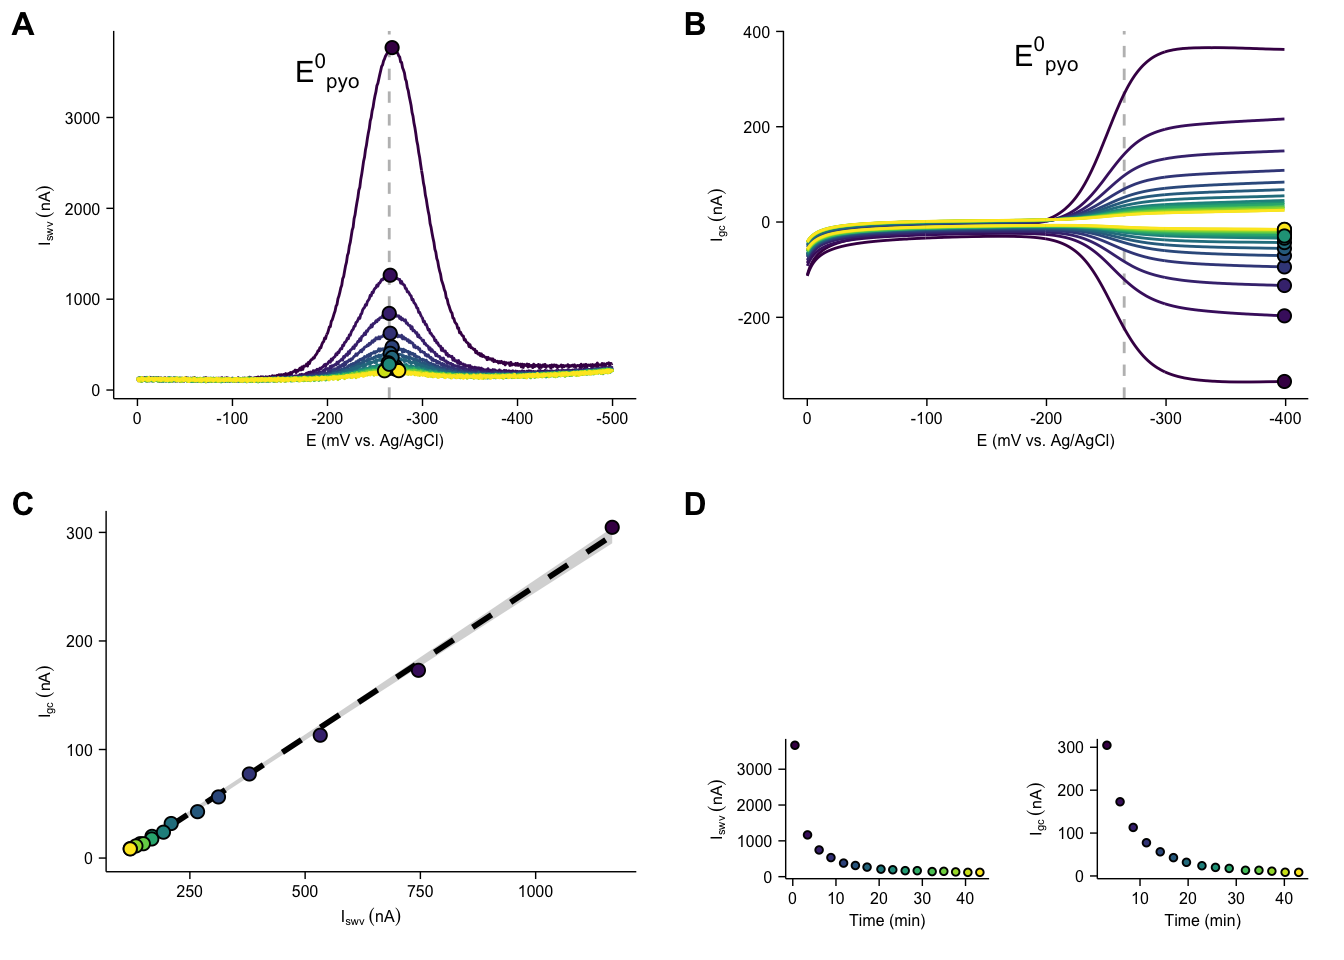 A
E⁰pyo
3000
2000
1000
0
Iswv (nA)
0 -100 -200 -300 -400 -500
E (mV vs. Ag/AgCl)
B
E⁰pyo
400
200
0
-200
Igc (nA)
0 -100 -200 -300 -400
E (mV vs. Ag/AgCl)
C
300
200
100
0
Igc (nA)
250 500 750 1000
Iswv (nA)
D
3000
2000
1000
0
Iswv (nA)
0 10 20 30 40
Time (min)
300
200
100
0
Igc (nA)
10 20 30 40
Time (min)